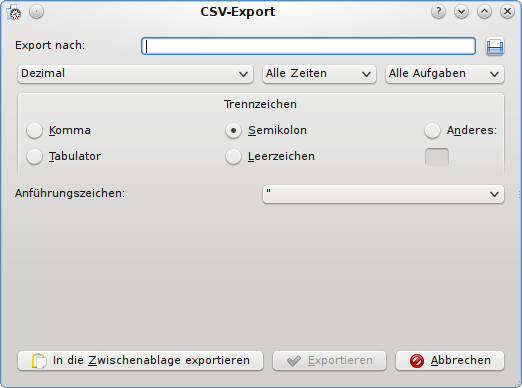 CSV-Export
Export nach:
Dezimal Alle Zeiten Alle Aufgaben
Trennzeichen
Komma Semikolon Anderes:
Tabulator Leerzeichen
Anführungszeichen: "
In die Zwischenablage exportieren Exportieren Abbrechen